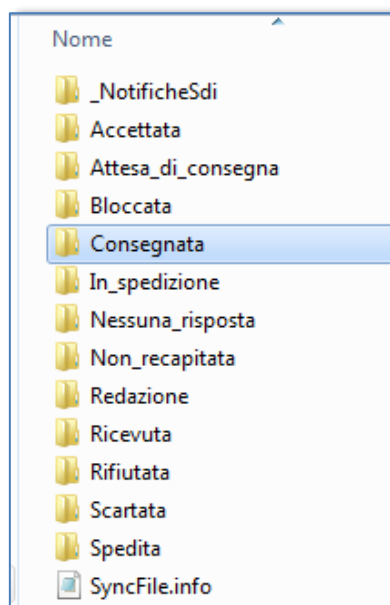 Nome
_NotificheSdi
Accettata
Attesa_di_consegna
Bloccata
Consegnata
In_spedizione
Nessuna_risposta
Non_recapitata
Redazione
Ricevuta
Rifiutata
Scartata
Spedita
SyncFile.info